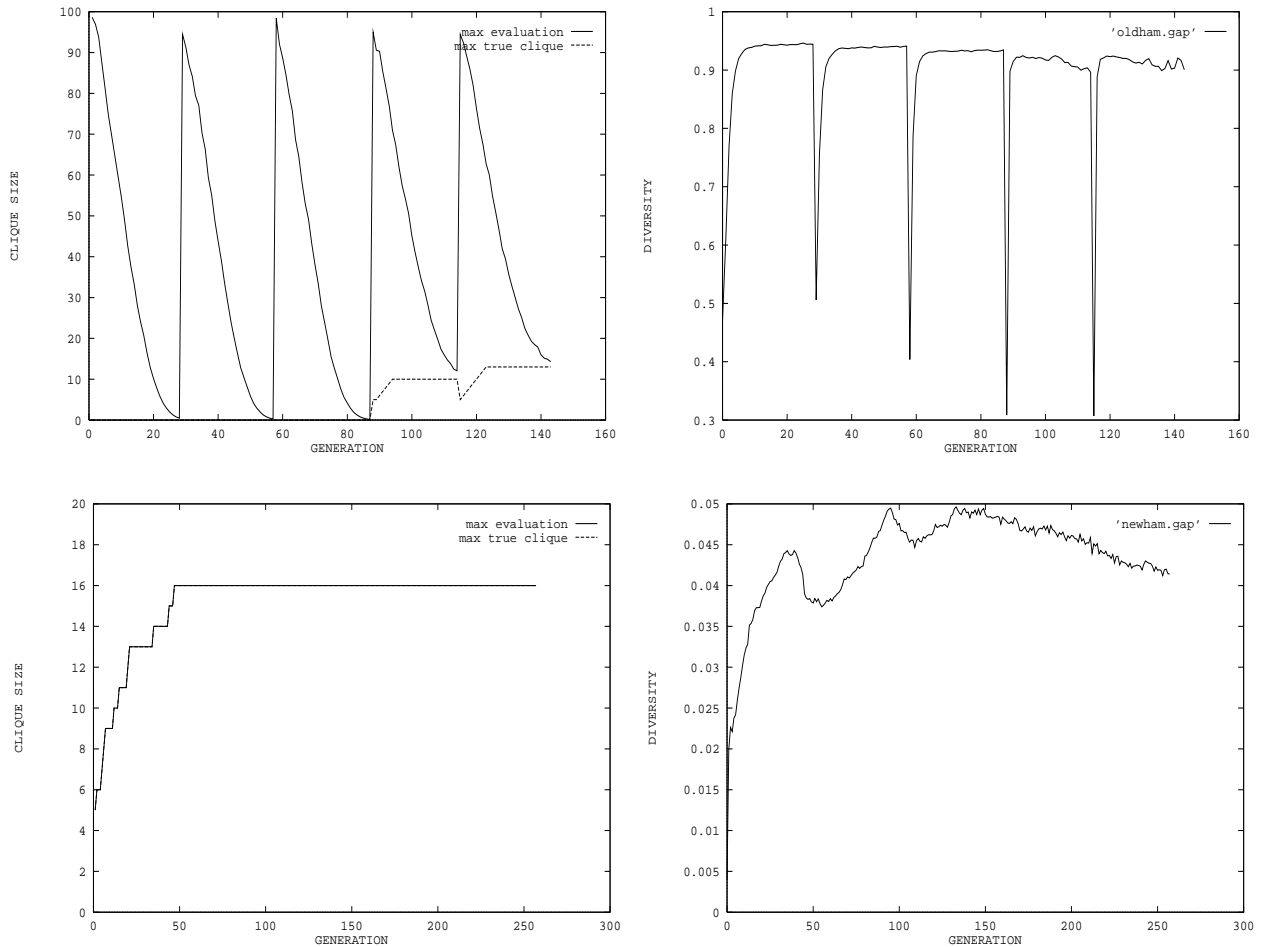 100
90
80
70
60
50
40
30
20
10
0
0 20 40 60 80 100 120 140 160
CLIQUE SIZE
GENERATION
max evaluation
max true clique
1
0.9
0.8
0.7
0.6
0.5
0.4
0.3
0 20 40 60 80 100 120 140 160
DIVERSITY
GENERATION
'oldham.gap'
20
18
16
14
12
10
8
6
4
2
0
0 50 100 150 200 250 300
CLIQUE SIZE
GENERATION
max evaluation
max true clique
0.05
0.045
0.04
0.035
0.03
0.025
0.02
0.015
0.01
0.005
0
0 50 100 150 200 250 300
DIVERSITY
GENERATION
'newham.gap'